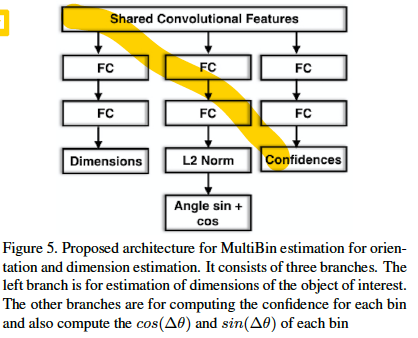 Shared Convolutional Features
FC FC FC
FC FC FC
Dimensions L2 Norm Confidences
Angle sin +
cos
Figure 5. Proposed architecture for MultiBin estimation for orien-
tation and dimension estimation. It consists of three branches. The
left branch is for estimation of dimensions of the object of interest.
The other branches are for computing the confidence for each bin
and also compute the cos(Δθ) and sin(Δθ) of each bin